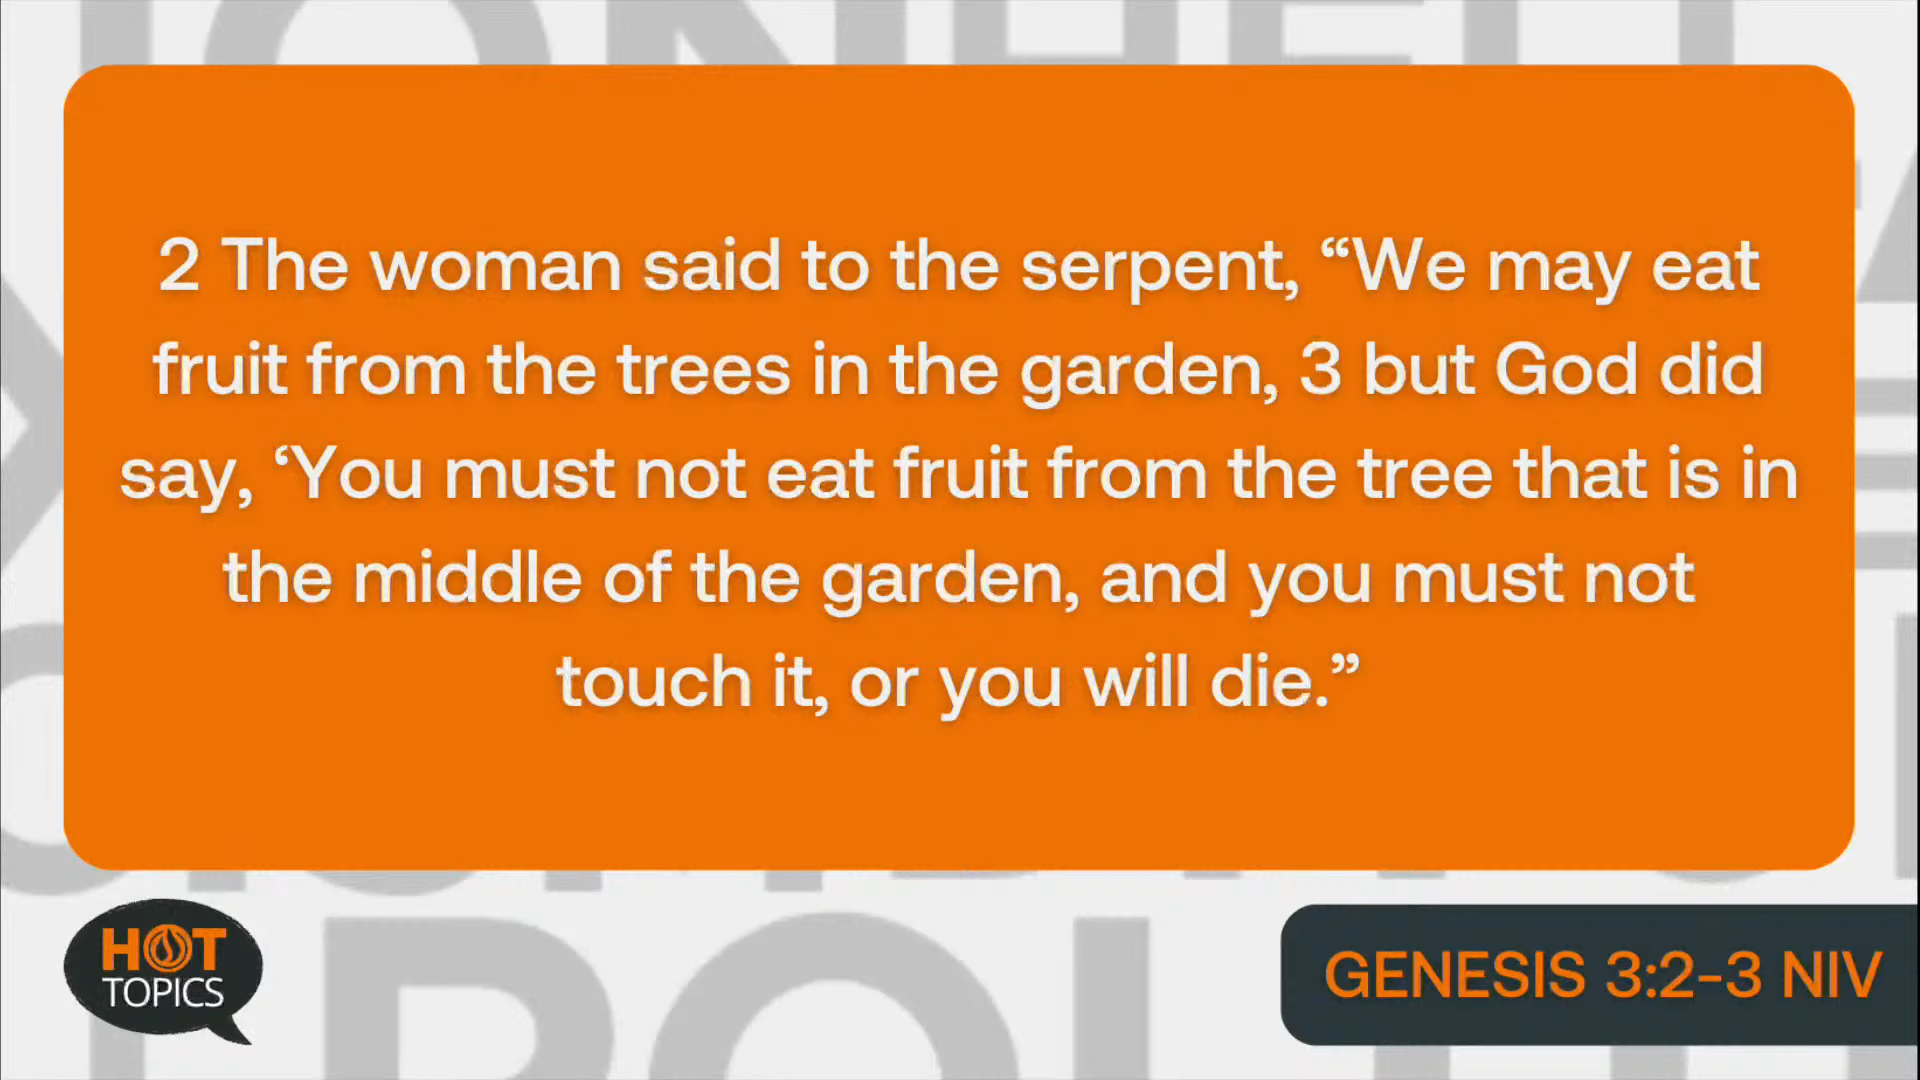 2 The woman said to the serpent, “We may eat
fruit from the trees in the garden, 3 but God did
say, ‘You must not eat fruit from the tree that is in
the middle of the garden, and you must not
touch it, or you will die.”
HOT
TOPICS
GENESIS 3:2-3 NIV